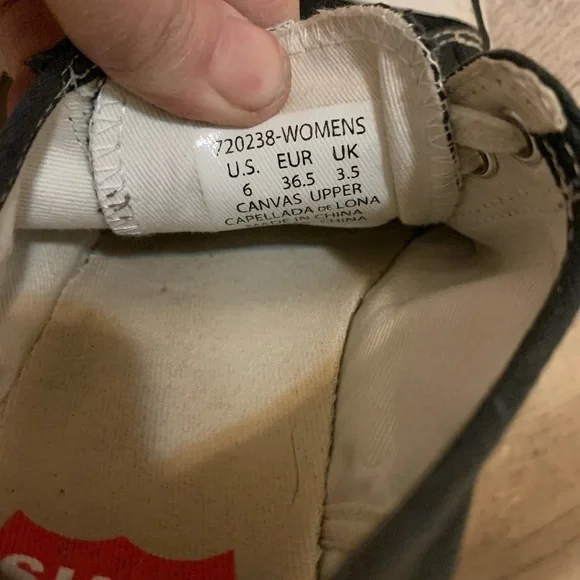 720238-WOMENS
U.S. EUR UK
6 36.5 3.5
CANVAS UPPER
CAPELLADA DE LONA
MADE IN CHINA